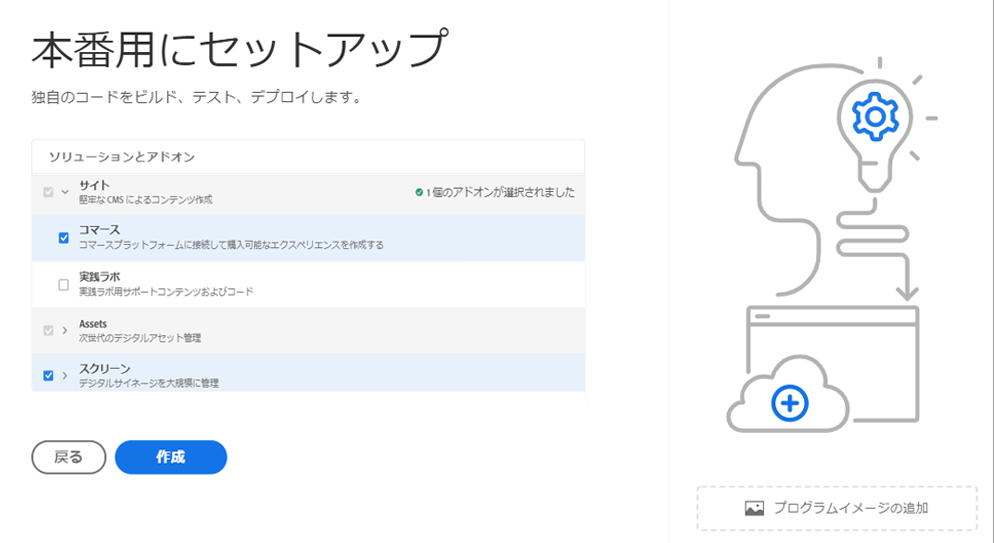 本番用にセットアップ
独自のコードをビルド、テスト、デプロイします。
ソリューションとアドオン
サイト
堅牢な CMS によるコンテンツ作成
1 個のアドオンが選択されました
コマース
コマースプラットフォームに接続して購入可能なエクスペリエンスを作成する
実践ラボ
実践ラボ用サポートコンテンツおよびコード
Assets
次世代のデジタルアセット管理
スクリーン
デジタルサイネージを大規模に管理
戻る
作成
プログラムイメージの追加